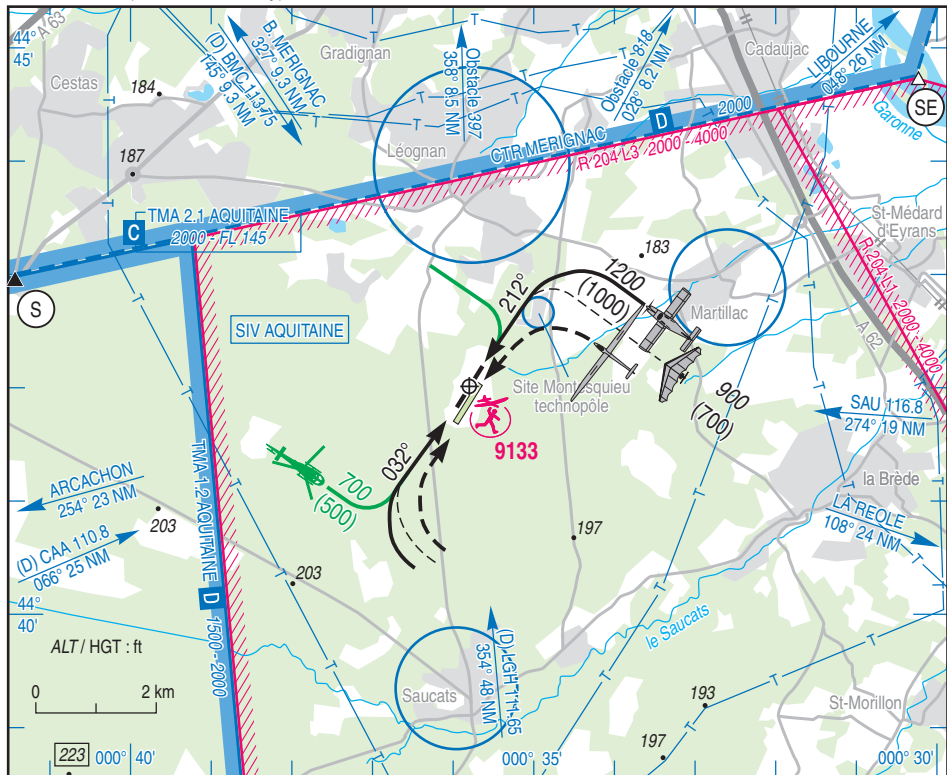 44°
45'
A 63
Cestas
184
187
(D) BMC 113.75
145° 9.3 NM
B. MERIGNAC
327° 9.3 NM
Gradignan
Léognan
Obstacle 397
358° 85 NM
Obstacle 818
028° 8.2 NM
Cadaujac
LIBOURNE
048° 26 NM
SE
Garonne
CTR MERIGNAC
D
2000
R 204 L3 2000 - 4000
C
TMA 2.1 AQUITAINE
2000 - FL 145
S
SIV AQUITAINE
183
St-Médard
d'Eyrans
R 204 L1 2000 - 4000
A 62
Martillac
1200
(1000)
212°
900
(700)
Site Montesquieu
technopôle
9133
SAU 116.8
274° 19 NM
la Brède
LA REOLE
108° 24 NM
032°
700
(500)
ARCACHON
254° 23 NM
203
(D) CAA 110.8
066° 25 NM
TMA 1.2 AQUITAINE
D
1500 - 2000
203
197
44°
40'
ALT / HGT : ft
0
2 km
le Saucats
Saucats
(D) LGH 111.65
354° 48 NM
193
St-Morillon
197
223
000° 40'
000° 35'
000° 30'
T
T
T
T
T
T
T
T
T
T
T
T